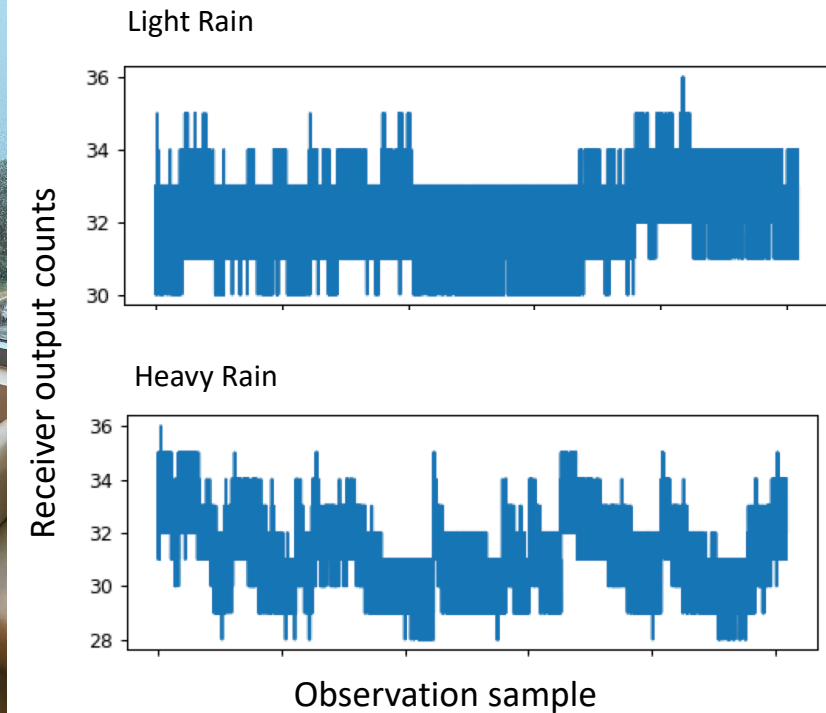 Light Rain
36
34
32
30
Receiver output counts
Heavy Rain
36
34
32
30
28
Observation sample